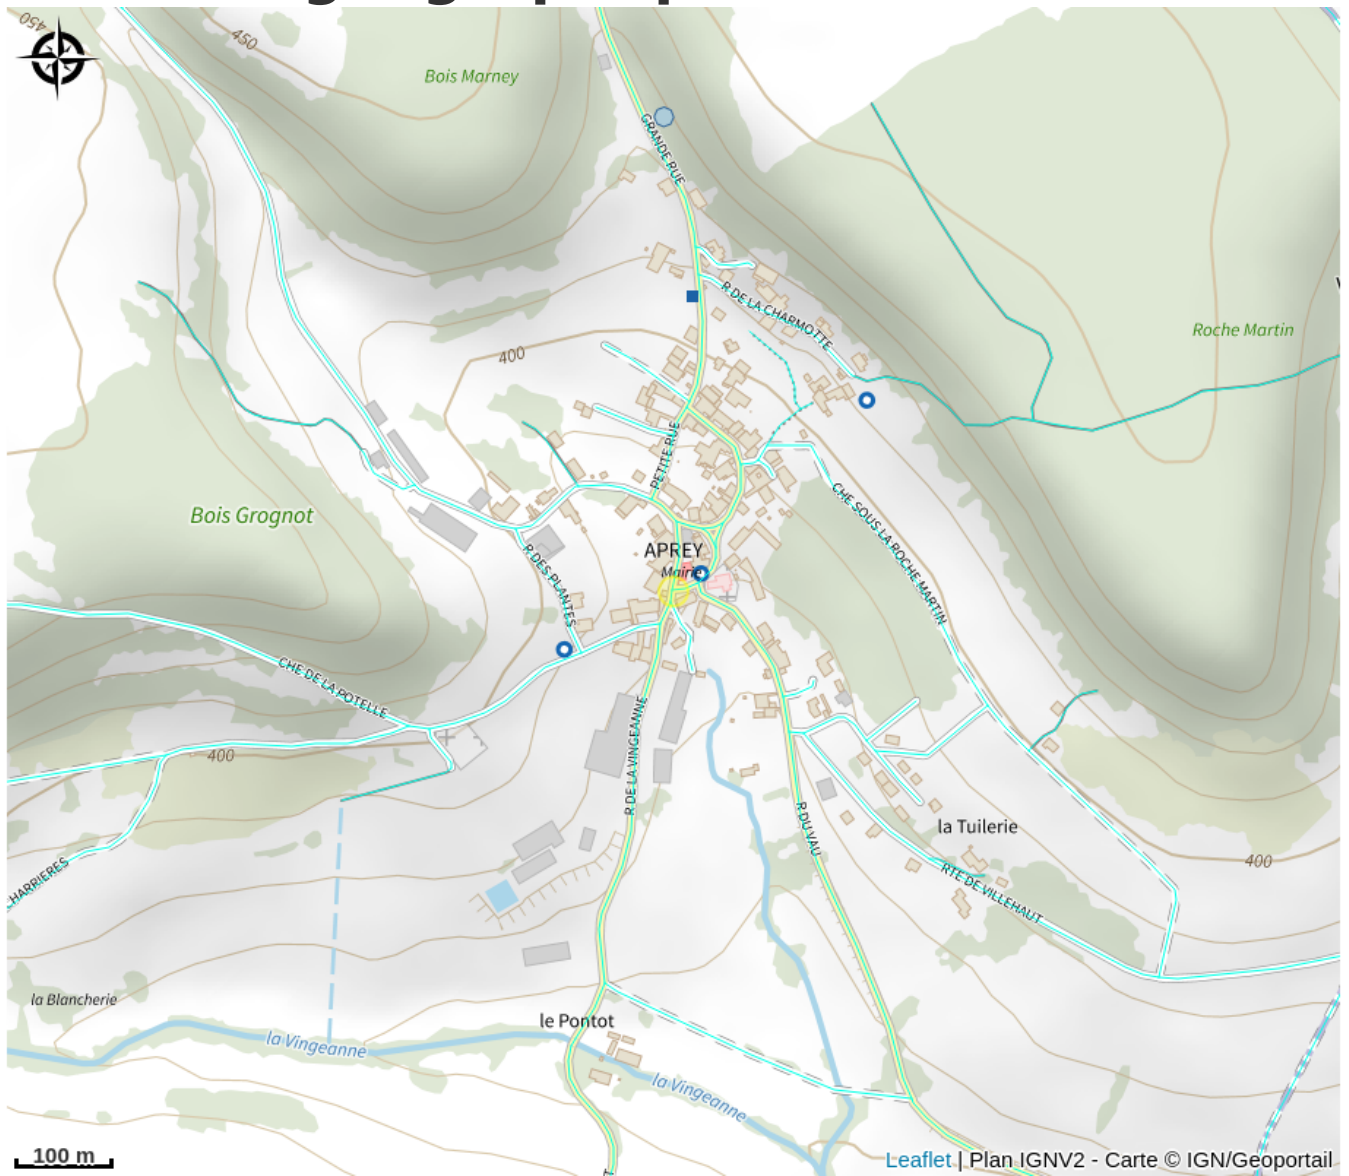 450
450
Bois Marney
GRANDE RUE
R DE LA CHARMOTTE
Roche Martin
400
PETITE RUE
CHE SOUS LA ROCHE MARTIN
Bois Grognot
APREY
Mairie
R DES PLANTES
CHE DE LA POTELLE
400
R DE LA VINGEANNE
R DU VAU
la Tuilerie
400
HARRIERES
RTE DE VILLEHAUT
la Blancherie
le Pontot
la Vingeanne
la Vingeanne
100 m
Leaflet | Plan IGNV2 - Carte © IGN/Geoportail